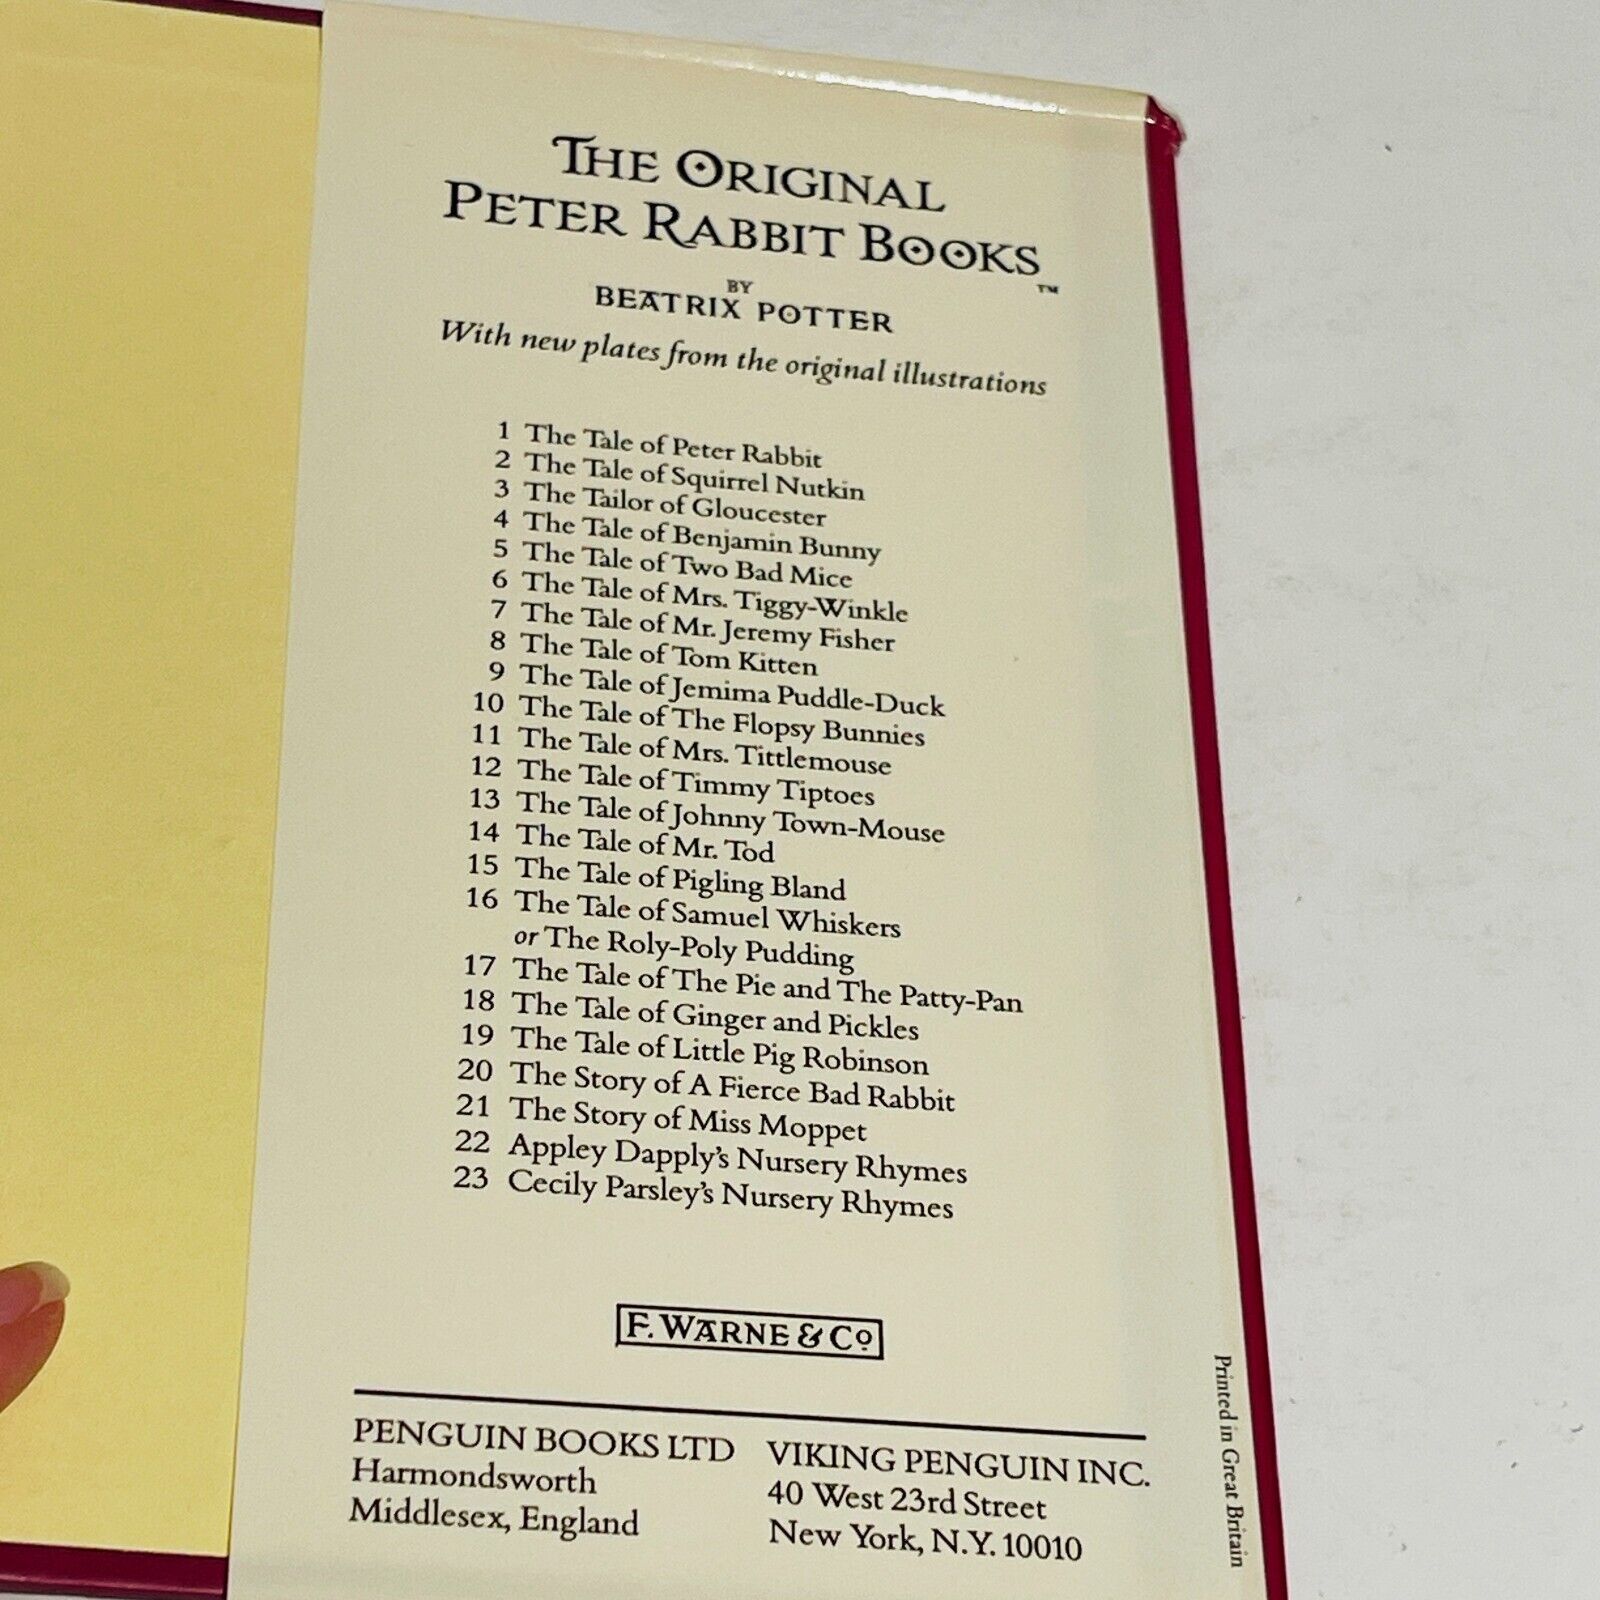 THE ORIGINAL
PETER RABBIT BOOKS™
BY
BEATRIX POTTER
With new plates from the original illustrations
1 The Tale of Peter Rabbit
2 The Tale of Squirrel Nutkin
3 The Tailor of Gloucester
4 The Tale of Benjamin Bunny
5 The Tale of Two Bad Mice
6 The Tale of Mrs. Tiggy-Winkle
7 The Tale of Mr. Jeremy Fisher
8 The Tale of Tom Kitten
9 The Tale of Jemima Puddle-Duck
10 The Tale of The Flopsy Bunnies
11 The Tale of Mrs. Tittlemouse
12 The Tale of Timmy Tiptoes
13 The Tale of Johnny Town-Mouse
14 The Tale of Mr. Tod
15 The Tale of Pigling Bland
16 The Tale of Samuel Whiskers
or The Roly-Poly Pudding
17 The Tale of The Pie and The Patty-Pan
18 The Tale of Ginger and Pickles
19 The Tale of Little Pig Robinson
20 The Story of A Fierce Bad Rabbit
21 The Story of Miss Moppet
22 Appley Dapply's Nursery Rhymes
23 Cecily Parsley's Nursery Rhymes
F. WARNE & Co
PENGUIN BOOKS LTD
Harmondsworth
Middlesex, England
VIKING PENGUIN INC.
40 West 23rd Street
New York, N.Y. 10010
Printed in Great Britain